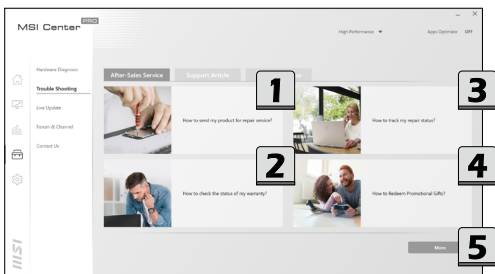 MSI Center PRO
High Performance
Apps Optimizer OFF
Hardware Diagnosis
Trouble Shooting
Live Update
Forum & Channel
Contact Us
After-Sales Service
Support Article
1
How to send my product for repair service?
3
How to track my repair status?
2
How to check the status of my warranty?
4
How to Redeem Promotional Gifts?
5
More
msi